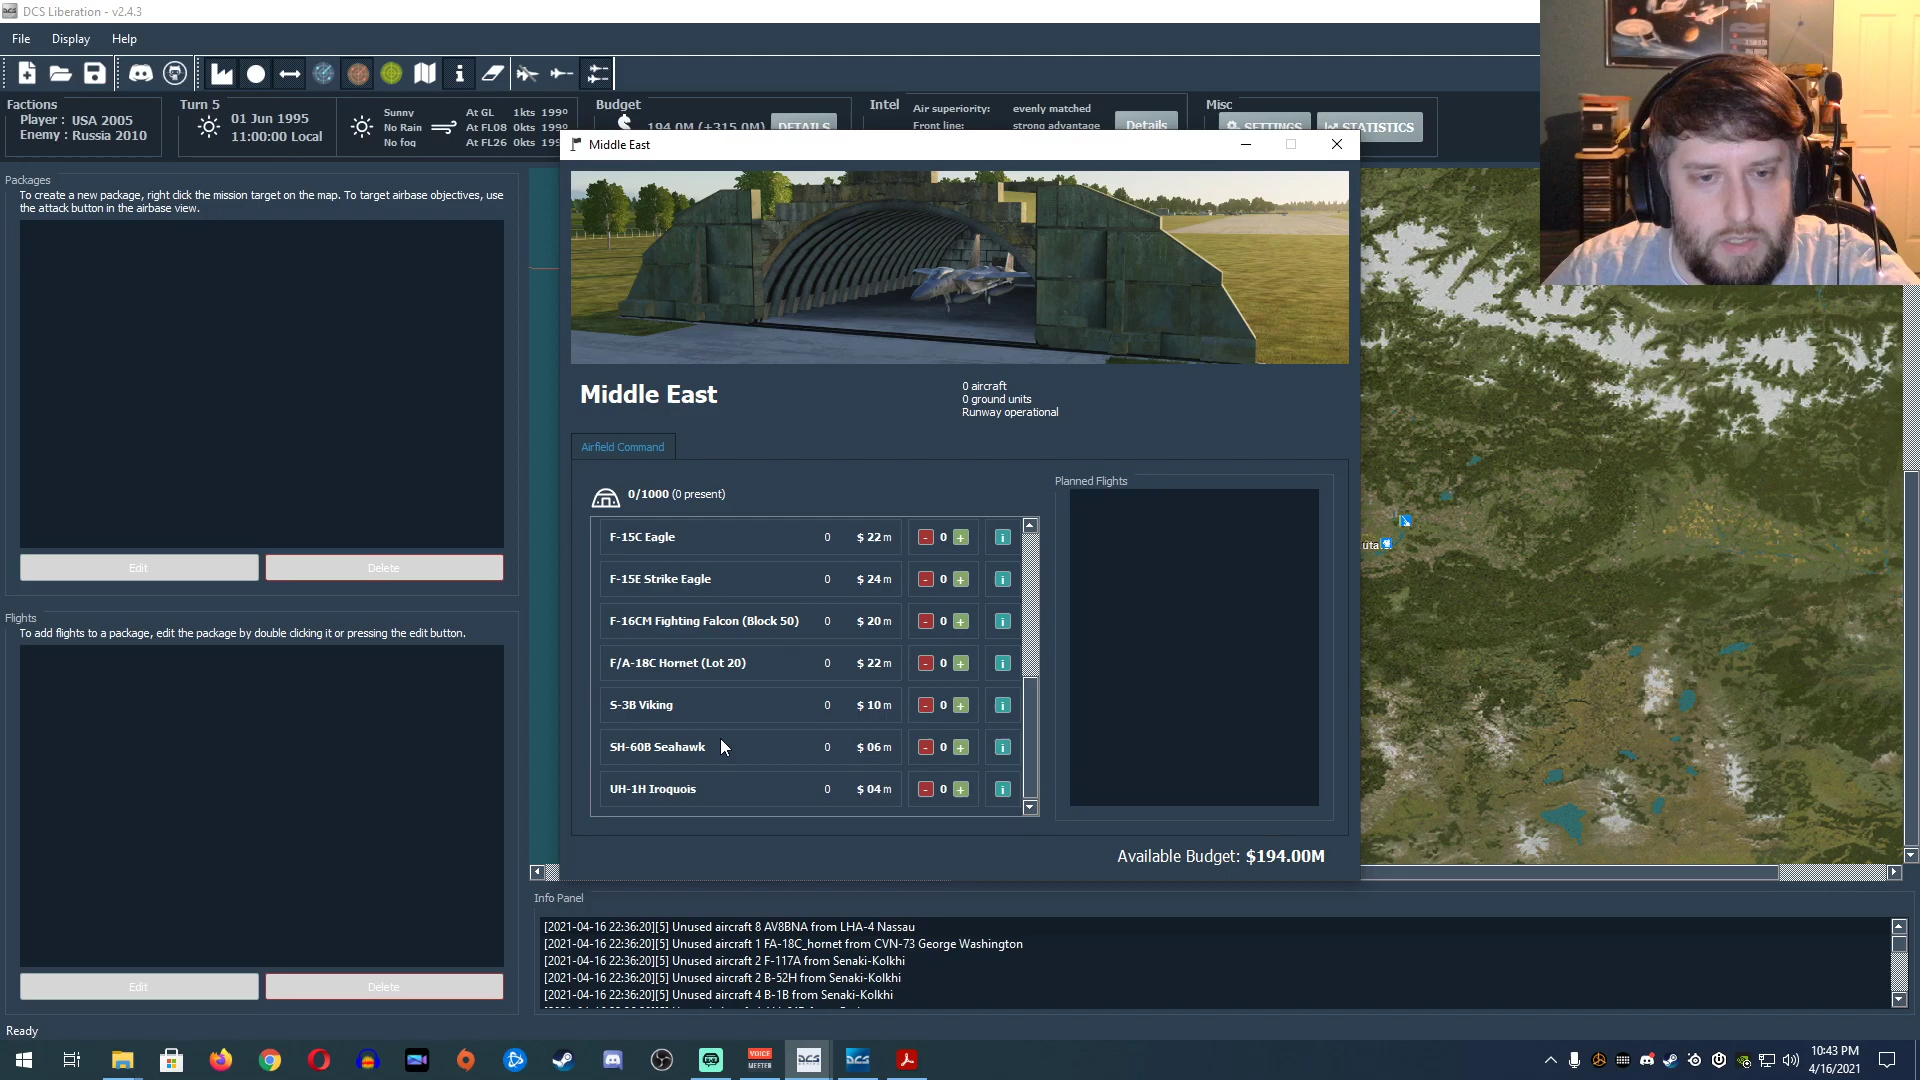 DCS Liberation - v2.4.3
File Display Help
Factions
Player : USA 2005
Enemy : Russia 2010
Turn 5
01 Jun 1995
11:00:00 Local
Sunny
No Rain
No fog
At GL 1kts 199º
At FL08 0kts 199º
At FL26 0kts
Budget
194.0M (+315.0M)
DETAILS
Intel
Air superiority: evenly matched
Front line: strong advantage
Details
Misc
SETTINGS
STATISTICS
Middle East
Packages
To create a new package, right click the mission target on the map. To target airbase objectives, use
the attack button in the airbase view.
Edit Delete
Flights
To add flights to a package, edit the package by double clicking it or pressing the edit button.
Edit Delete
Middle East
0 aircraft
0 ground units
Runway operational
Airfield Command
0/1000 (0 present)
F-15C Eagle 0 $ 22 m - 0 + i
F-15E Strike Eagle 0 $ 24 m - 0 + i
F-16CM Fighting Falcon (Block 50) 0 $ 20 m - 0 + i
F/A-18C Hornet (Lot 20) 0 $ 22 m - 0 + i
S-3B Viking 0 $ 10 m - 0 + i
SH-60B Seahawk 0 $ 06 m - 0 + i
UH-1H Iroquois 0 $ 04 m - 0 + i
Planned Flights
Available Budget: $194.00M
Info Panel
[2021-04-16 22:36:20][5] Unused aircraft 8 AV8BNA from LHA-4 Nassau
[2021-04-16 22:36:20][5] Unused aircraft 1 FA-18C_hornet from CVN-73 George Washington
[2021-04-16 22:36:20][5] Unused aircraft 2 F-117A from Senaki-Kolkhi
[2021-04-16 22:36:20][5] Unused aircraft 2 B-52H from Senaki-Kolkhi
[2021-04-16 22:36:20][5] Unused aircraft 4 B-1B from Senaki-Kolkhi
Ready
VOICE
MEETER
DCS
DCS
10:43 PM
4/16/2021